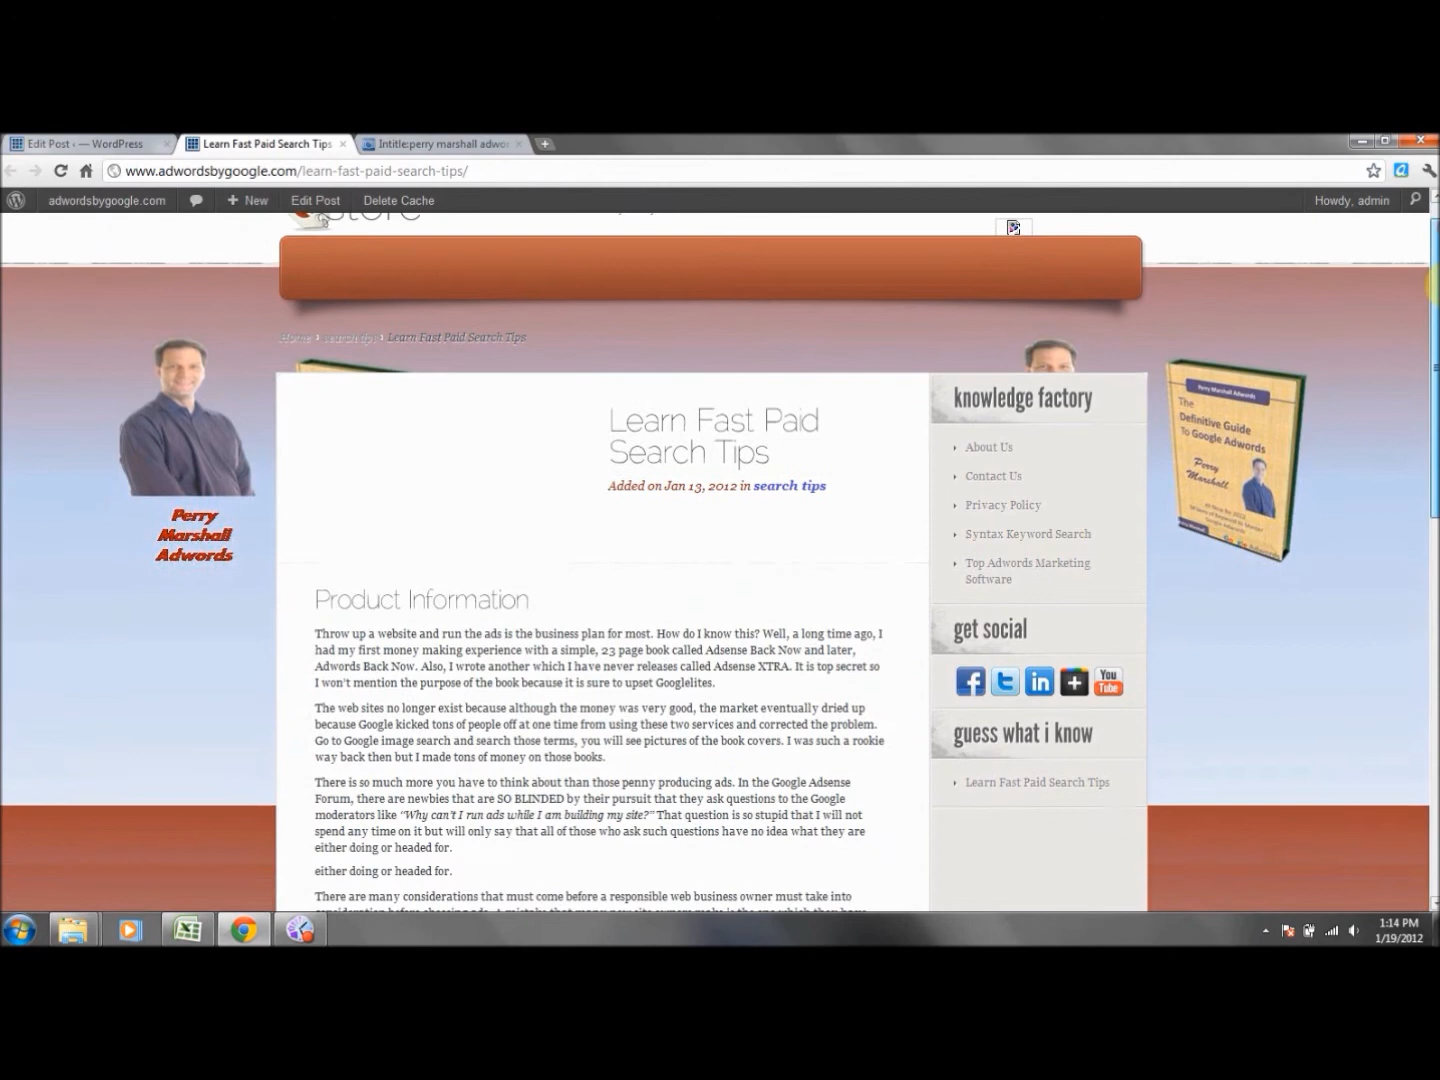 Edit Post ‹ — WordPress
Learn Fast Paid Search Tips
Intitle:perry marshall adwor
www.adwordsbygoogle.com/learn-fast-paid-search-tips/
adwordsbygoogle.com
+ New
Edit Post
Delete Cache
Howdy, admin
Store
Home
search tips
Learn Fast Paid Search Tips
Perry
Marshall
Adwords
Learn Fast Paid
Search Tips
Added on Jan 13, 2012 in search tips
Product Information
Throw up a website and run the ads is the business plan for most. How do I know this? Well, a long time ago, I
had my first money making experience with a simple, 23 page book called Adsense Back Now and later,
Adwords Back Now. Also, I wrote another which I have never releases called Adsense XTRA. It is top secret so
I won't mention the purpose of the book because it is sure to upset Googlelites.
The web sites no longer exist because although the money was very good, the market eventually dried up
because Google kicked tons of people off at one time from using these two services and corrected the problem.
Go to Google image search and search those terms, you will see pictures of the book covers. I was such a rookie
way back then but I made tons of money on those books.
There is so much more you have to think about than those penny producing ads. In the Google Adsense
Forum, there are newbies that are SO BLINDED by their pursuit that they ask questions to the Google
moderators like "Why can't I run ads while I am building my site?" That question is so stupid that I will not
spend any time on it but will only say that all of those who ask such questions have no idea what they are
either doing or headed for.
either doing or headed for.
There are many considerations that must come before a responsible web business owner must take into
knowledge factory
About Us
Contact Us
Privacy Policy
Syntax Keyword Search
Top Adwords Marketing
Software
get social
You
Tube
guess what i know
Learn Fast Paid Search Tips
Perry Marshall Adwords
The
Definitive Guide
To Google Adwords
Perry
Marshall
1:14 PM
1/19/2012